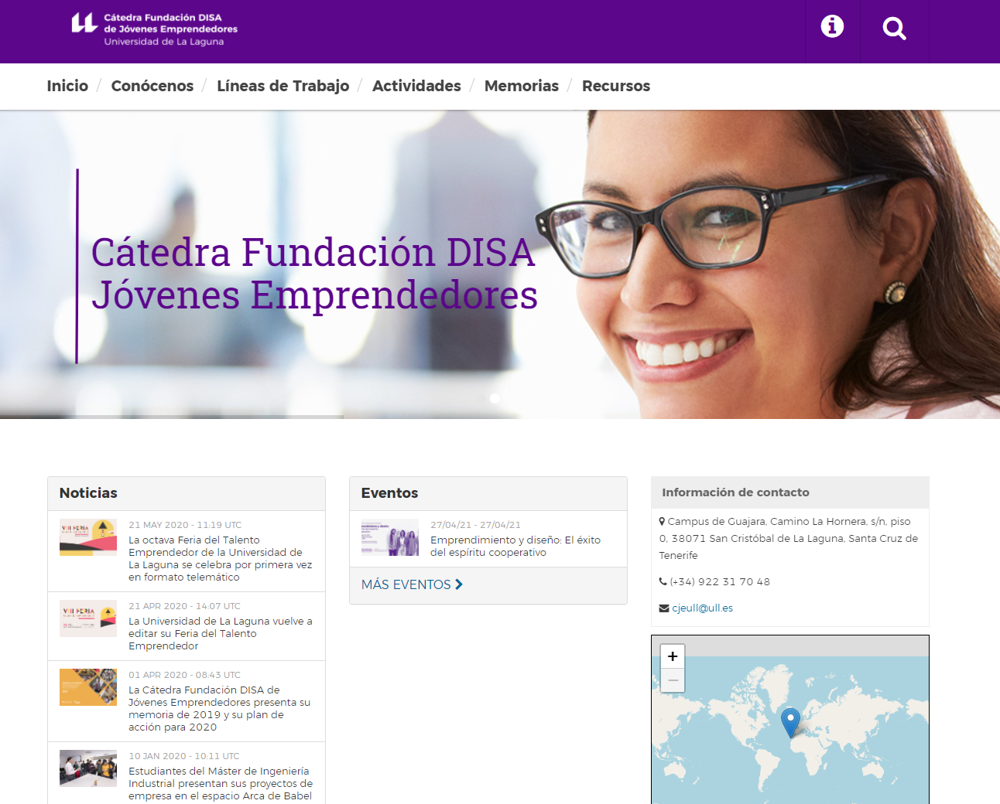 Cátedra Fundación DISA
de Jóvenes Emprendedores
Universidad de La Laguna
Inicio / Conócenos / Líneas de Trabajo / Actividades / Memorias / Recursos
Cátedra Fundación DISA
Jóvenes Emprendedores
Noticias
21 MAY 2020 - 11:19 UTC
La octava Feria del Talento
Emprendedor de la Universidad de
La Laguna se celebra por primera vez
en formato telemático
VIII FERIA
21 APR 2020 - 14:07 UTC
La Universidad de La Laguna vuelve a
editar su Feria del Talento
Emprendedor
VIII FERIA
01 APR 2020 - 08:43 UTC
La Cátedra Fundación DISA de
Jóvenes Emprendedores presenta su
memoria de 2019 y su plan de
acción para 2020
10 JAN 2020 - 10:11 UTC
Estudiantes del Máster de Ingeniería
Industrial presentan sus proyectos de
empresa en el espacio Arca de Babel
Eventos
27/04/21 - 27/04/21
Emprendimiento y diseño: El éxito
del espíritu cooperativo
MÁS EVENTOS
Información de contacto
Campus de Guajara, Camino La Hornera, s/n, piso
0, 38071 San Cristóbal de La Laguna, Santa Cruz de
Tenerife
(+34) 922 31 70 48
cjeull@ull.es
+
−